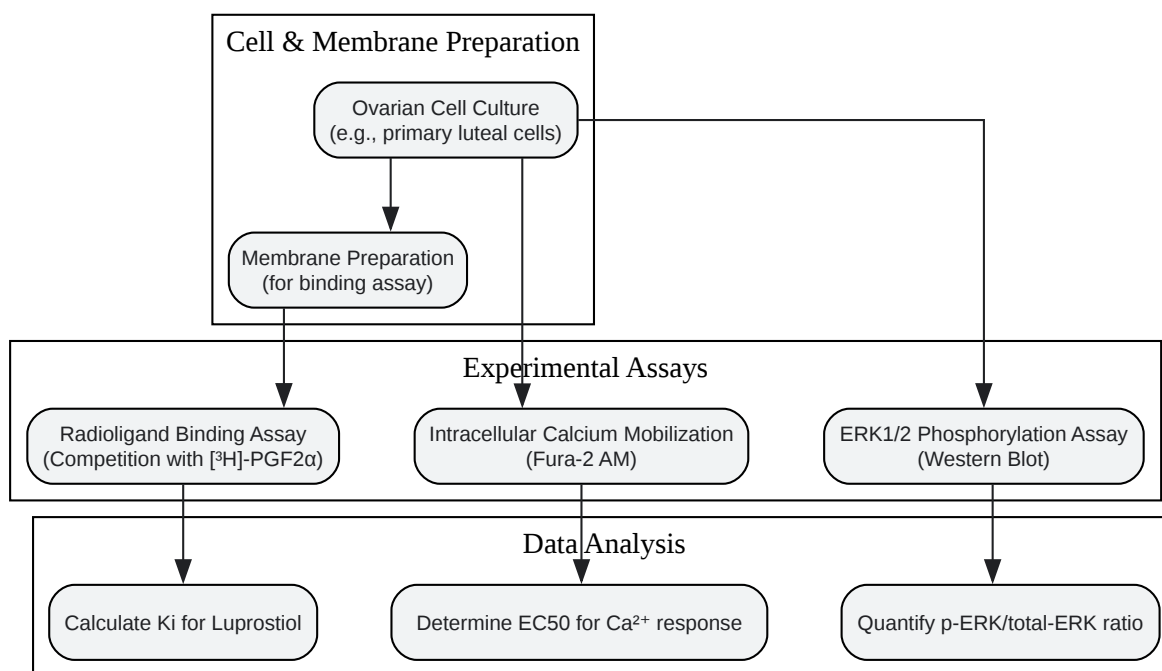 Cell & Membrane Preparation
Ovarian Cell Culture
(e.g., primary luteal cells)
Membrane Preparation
(for binding assay)
Experimental Assays
Radioligand Binding Assay
(Competition with [³H]-PGF2α)
Intracellular Calcium Mobilization
(Fura-2 AM)
ERK1/2 Phosphorylation Assay
(Western Blot)
Data Analysis
Calculate Ki for Luprostiol
Determine EC50 for Ca²⁺ response
Quantify p-ERK/total-ERK ratio